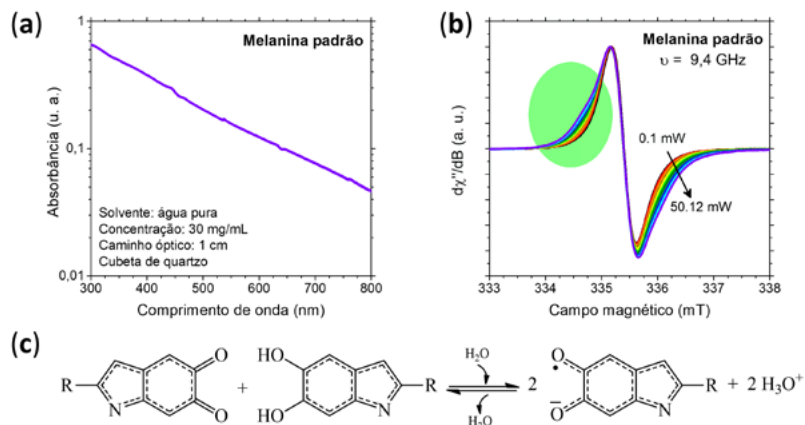 (a)
Melanina padrão
1
0,1
0,01
Absorbância (u. a.)
Solvente: água pura
Concentração: 30 mg/mL
Caminho óptico: 1 cm
Cubeta de quartzo
300 400 500 600 700 800
Comprimento de onda (nm)
(b)
Melanina padrão
υ = 9,4 GHz
dχ''/dB (a. u.)
0.1 mW
50.12 mW
333 334 335 336 337 338
Campo magnético (mT)
(c)
R N O O + HO HO N R H₂O H₂O 2 O• O⁻ N R + 2 H₃O⁺